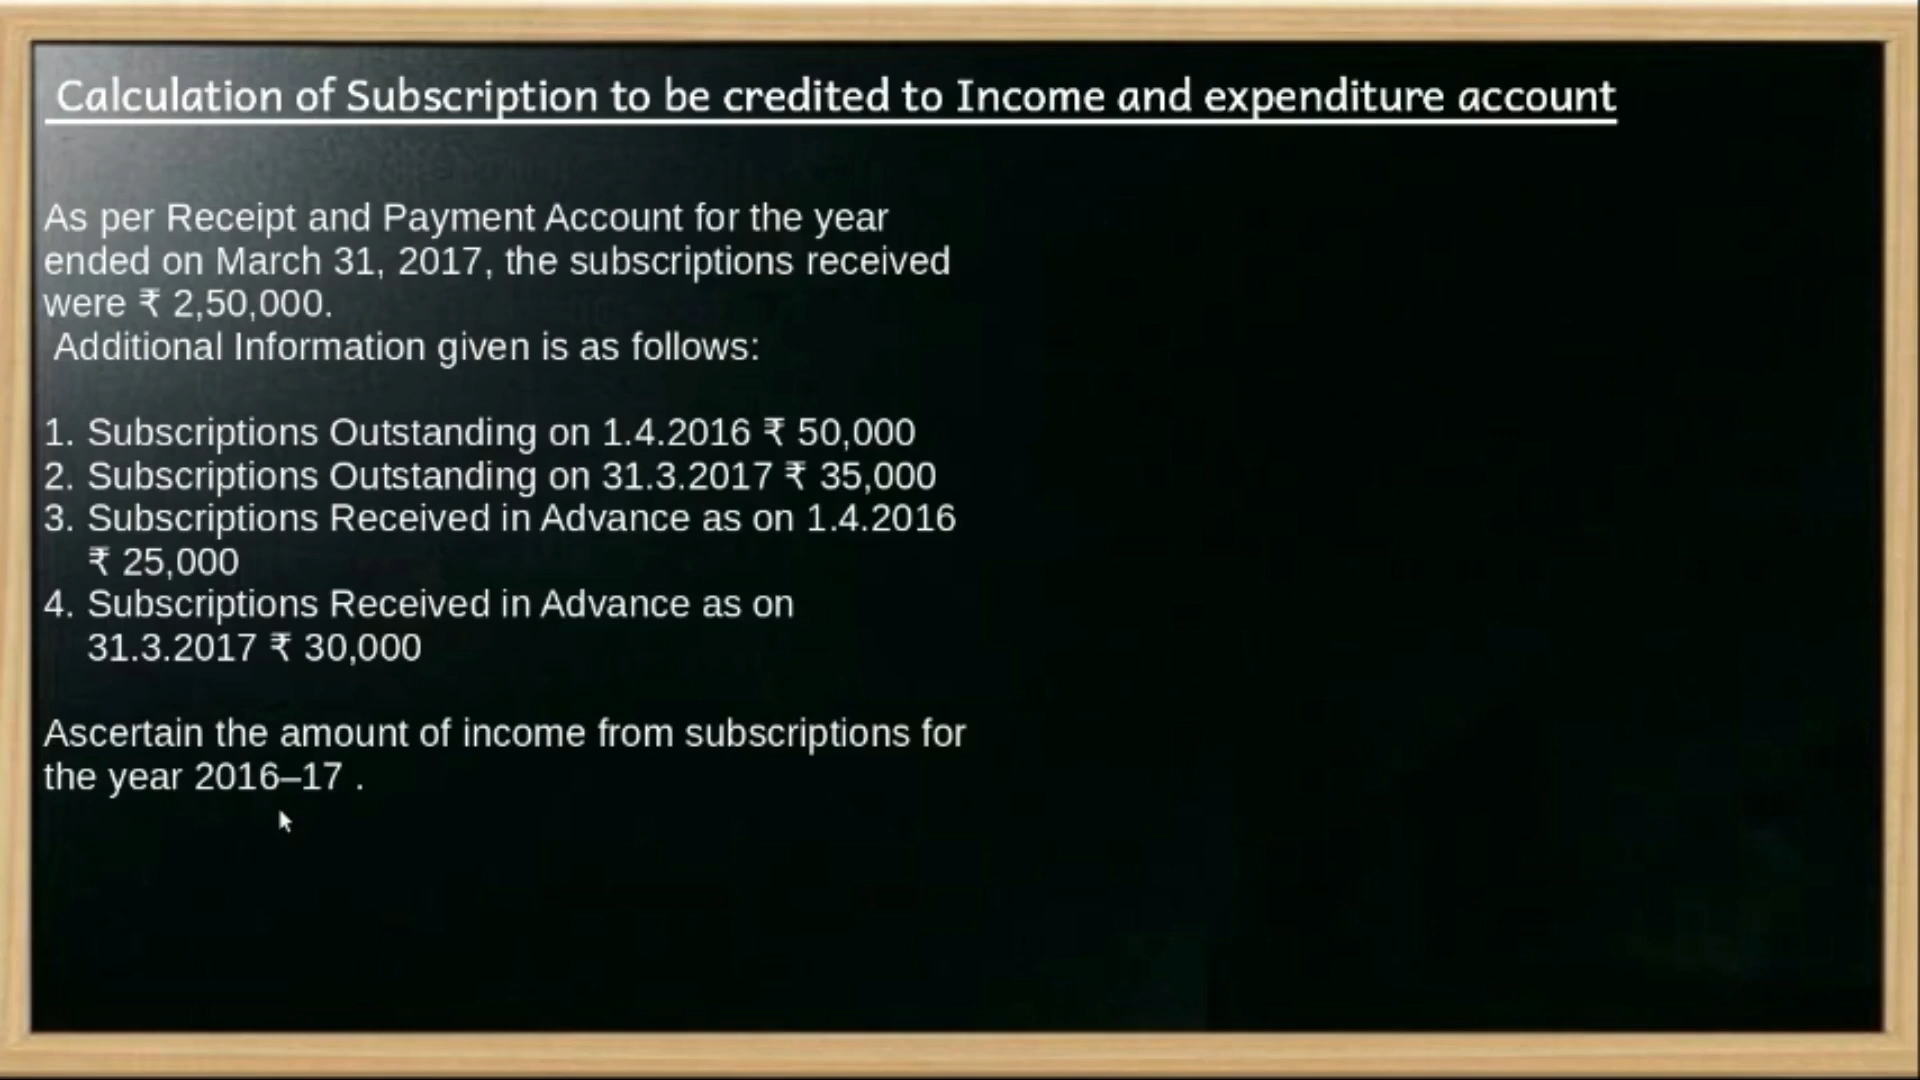 Calculation of Subscription to be credited to Income and expenditure account
As per Receipt and Payment Account for the year
ended on March 31, 2017, the subscriptions received
were ₹ 2,50,000.
Additional Information given is as follows:
1. Subscriptions Outstanding on 1.4.2016 ₹ 50,000
2. Subscriptions Outstanding on 31.3.2017 ₹ 35,000
3. Subscriptions Received in Advance as on 1.4.2016
₹ 25,000
4. Subscriptions Received in Advance as on
31.3.2017 ₹ 30,000
Ascertain the amount of income from subscriptions for
the year 2016–17 .